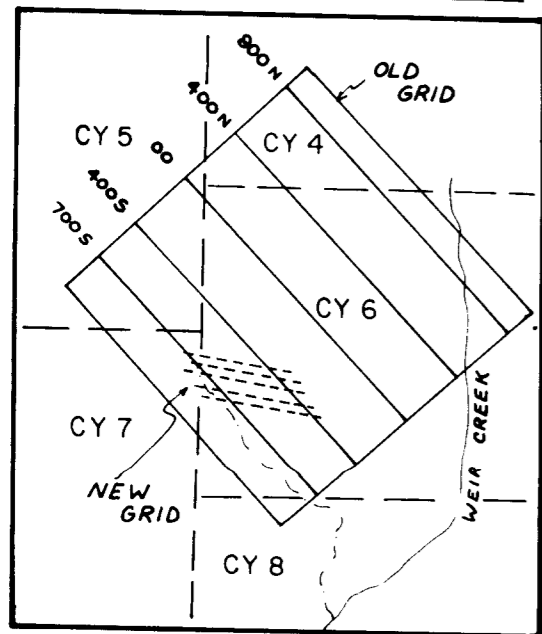 800N
OLD
GRID
400N
CY 4
CY 5
00
400S
700S
CY 6
CY 7
NEW
GRID
WEIR CREEK
CY 8